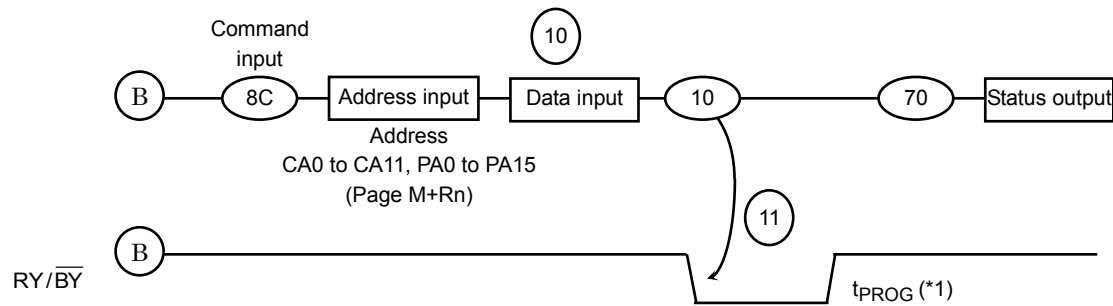 Command
input
10
B
8C
Address input
Data input
10
70
Status output
Address
CA0 to CA11, PA0 to PA15
(Page M+Rn)
11
B
RY/BY
tPROG (*1)